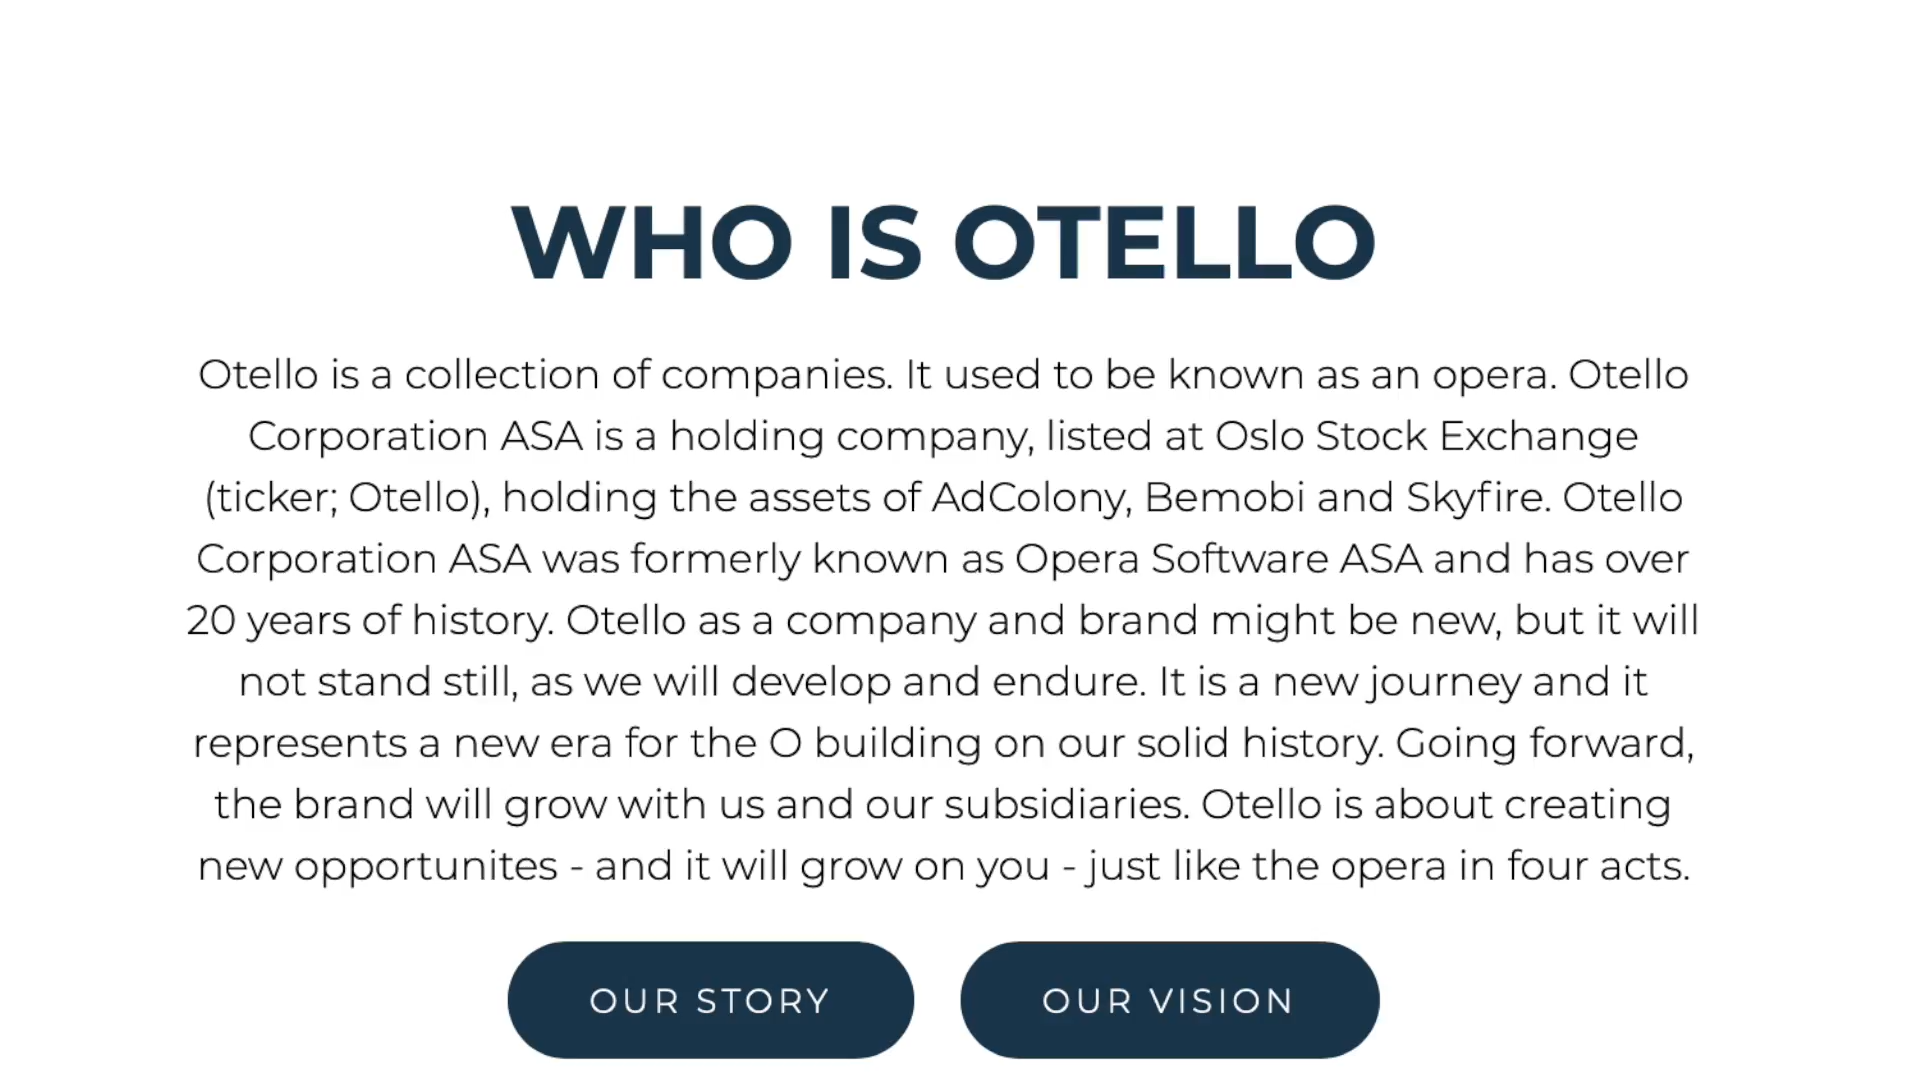 WHO IS OTELLO
Otello is a collection of companies. It used to be known as an opera. Otello
Corporation ASA is a holding company, listed at Oslo Stock Exchange
(ticker; Otello), holding the assets of AdColony, Bemobi and Skyfire. Otello
Corporation ASA was formerly known as Opera Software ASA and has over
20 years of history. Otello as a company and brand might be new, but it will
not stand still, as we will develop and endure. It is a new journey and it
represents a new era for the O building on our solid history. Going forward,
the brand will grow with us and our subsidiaries. Otello is about creating
new opportunites - and it will grow on you - just like the opera in four acts.
OUR STORY
OUR VISION